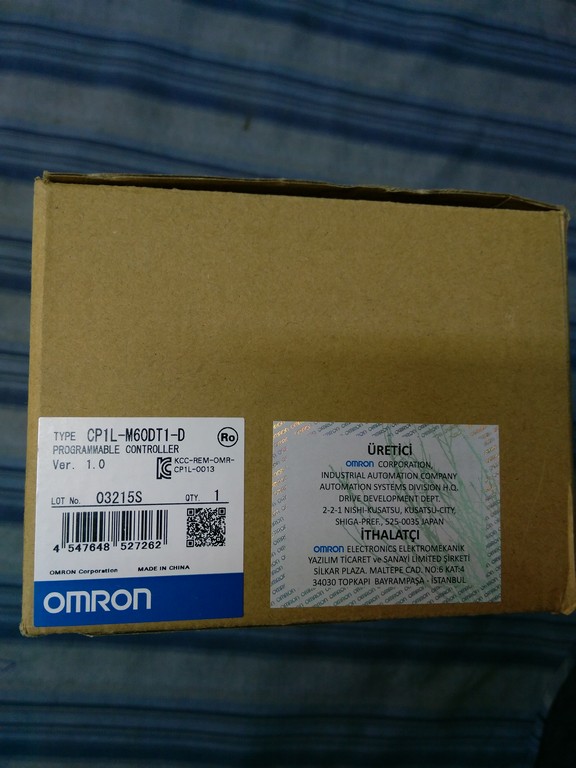 TYPE CP1L-M60DT1-D
Ro
PROGRAMMABLE CONTROLLER
Ver. 1.0
KCC-REM-OMR-
CP1L-0013
LOT No. 03215S
QTY. 1
4 547648 527262
OMRON Corporation MADE IN CHINA
OMRON
ÜRETİCİ
OMRON CORPORATION,
INDUSTRIAL AUTOMATION COMPANY
AUTOMATION SYSTEMS DIVISION H.Q.
DRIVE DEVELOPMENT DEPT.
2-2-1 NISHI-KUSATSU, KUSATSU-CITY,
SHIGA-PREF., 525-0035 JAPAN
İTHALATÇI
OMRON ELECTRONICS ELEKTROMEKANİK
YAZILIM TİCARET ve SANAYİ LIMITED ŞİRKETİ
SİLKAR PLAZA. MALTEPE CAD. NO:6 KAT:4
34030 TOPKAPI BAYRAMPAŞA - İSTANBUL